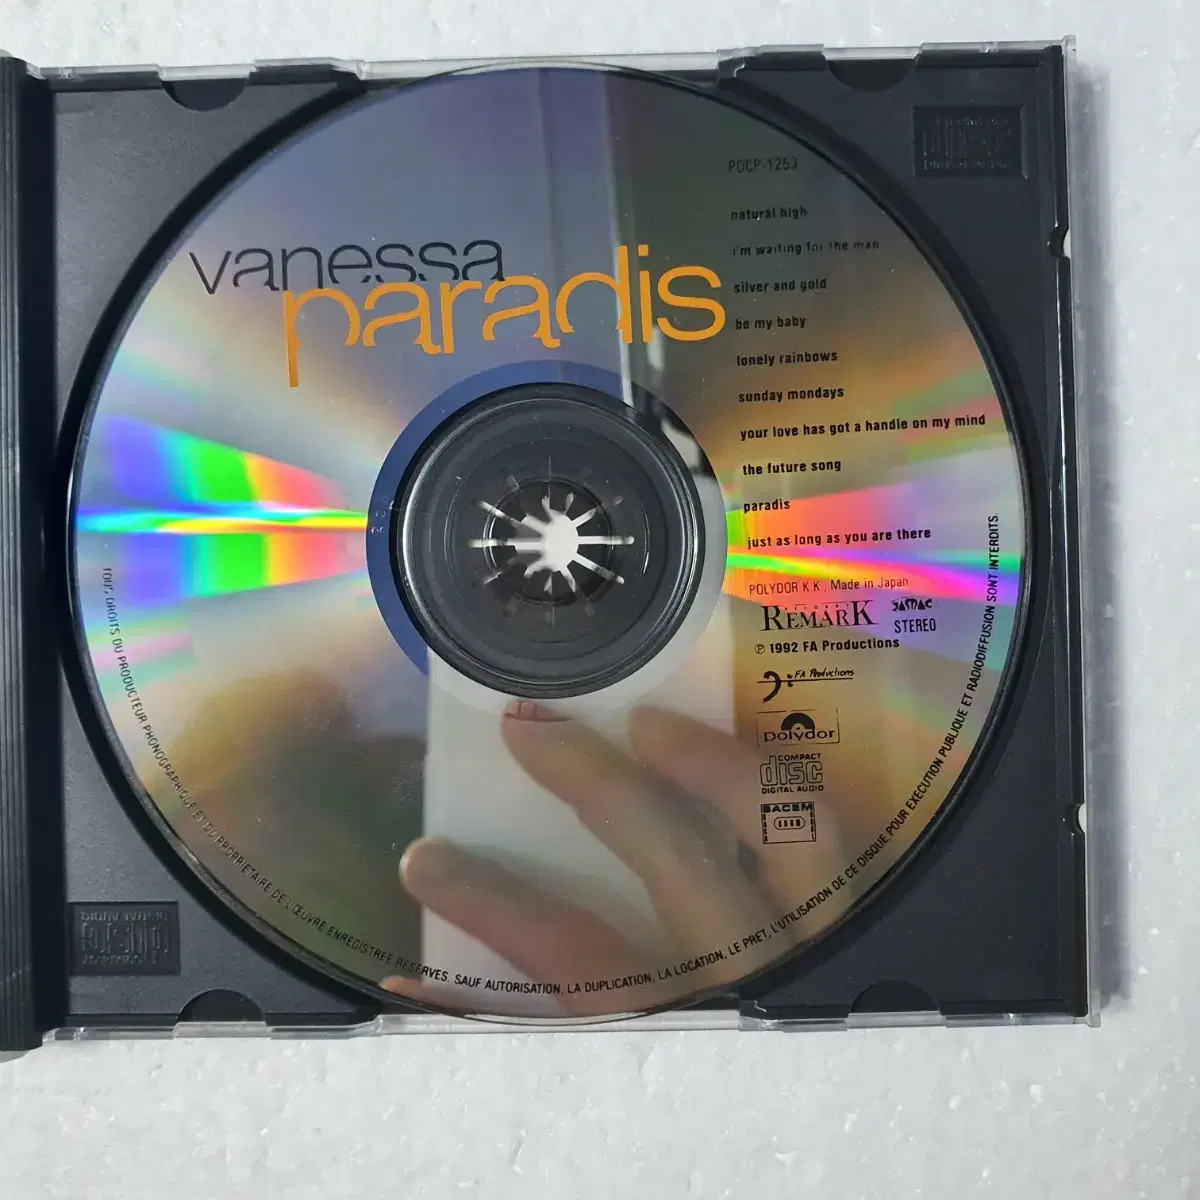 vanessa
paradis
POCP-1253
natural high
i'm waiting for the man
silver and gold
be my baby
lonely rainbows
sunday mondays
your love has got a handle on my mind
the future song
paradis
just as long as you are there
POLYDOR K.K., Made in Japan
REMARK
JASRAC
STEREO
℗ 1992 FA Productions
FA Productions
polydor
COMPACT
disc
DIGITAL AUDIO
SACEM
TOUS DROITS DU PRODUCTEUR PHONOGRAPHIQUE ET DU PROPRIETAIRE DE L'ŒUVRE ENREGISTREE RESERVES. SAUF AUTORISATION, LA DUPLICATION, LA LOCATION, LE PRET, L'UTILISATION DE CE DISQUE POUR EXECUTION PUBLIQUE ET RADIODIFFUSION SONT INTERDITS.